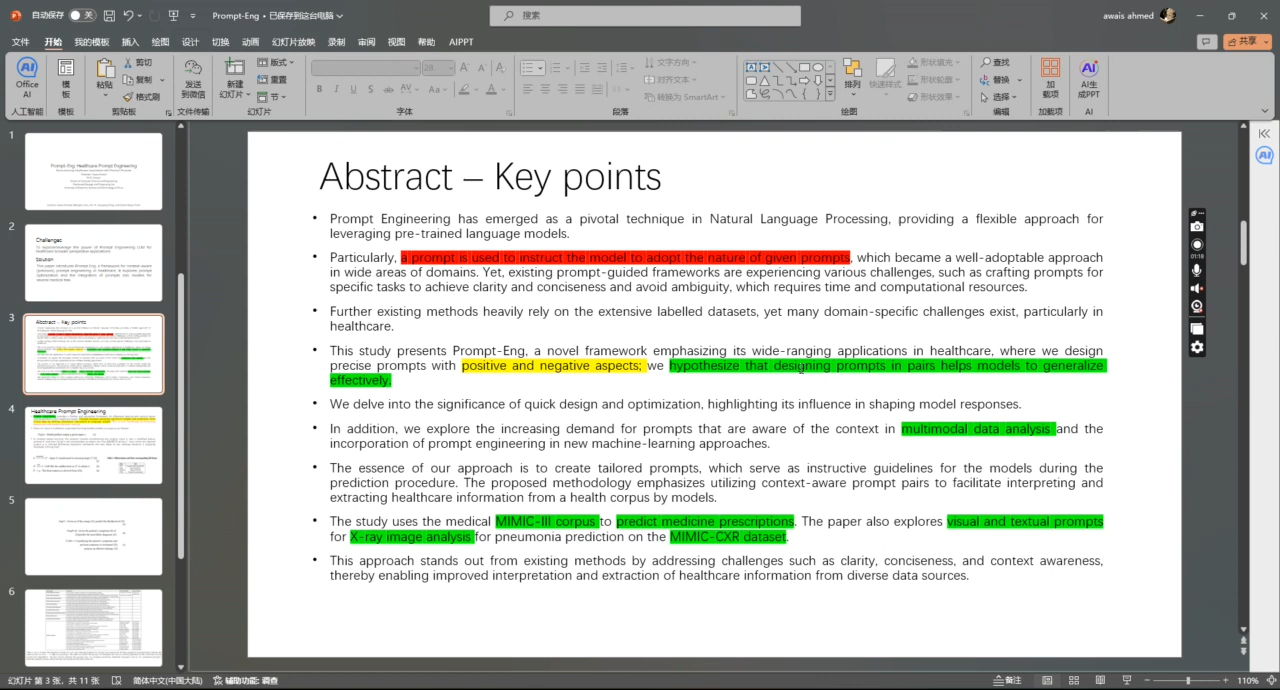 自动保存 关 Prompt-Eng • 已保存到这台电脑 搜索 awais ahmed
文件 开始 我的模板 插入 绘图 设计 切换 动画 幻灯片放映 录制 审阅 视图 帮助 AIPPT 共享
Office AI 模板 粘贴 剪切 复制 格式刷 发送到微信 新建幻灯片 版式 重置 节 28 文字方向 对齐文本 转换为 SmartArt 排列 快速样式 形状填充 形状轮廓 形状效果 查找 替换 选择 加载项 AI生成PPT
人工智能 模板 剪贴板 文件传输 幻灯片 字体 段落 绘图 编辑 加载项 AI
1
Prompt-Eng: Healthcare Prompt Engineering
2
Challenges
Solution
3
Abstract – Key points
4
Healthcare Prompt Engineering
5
6
Abstract – Key points
• Prompt Engineering has emerged as a pivotal technique in Natural Language Processing, providing a flexible approach for
leveraging pre-trained language models.
• Particularly, a prompt is used to instruct the model to adopt the nature of given prompts, which became a well-adoptable approach
in other areas of domains. Yet, existing prompt-guided frameworks are experiencing various challenges, such as crafting prompts for
specific tasks to achieve clarity and conciseness and avoid ambiguity, which requires time and computational resources.
• Further existing methods heavily rely on the extensive labelled datasets, yet many domain-specific challenges exist, particularly in
healthcare.
• This study presents Prompt-Eng, a novel framework emphasizing its wide-ranging applications in healthcare, where we design
precise prompts with positive and negative aspects; we hypothesize that designing prompts in pairs helps models to generalize
effectively.
• We delve into the significance of quick design and optimization, highlighting its influence in shaping model responses.
• In addition, we explore the increasing demand for prompts that are aware of the context in multimodal data analysis and the
incorporation of prompt engineering in new machine-learning approaches.
• The essence of our approach is to create tailored prompts, which serve as instructive guidelines for the models during the
prediction procedure. The proposed methodology emphasizes utilizing context-aware prompt pairs to facilitate interpreting and
extracting healthcare information from a health corpus by models.
• The study uses the medical MIMIC-III corpus to predict medicine prescriptions. The paper also explores visual and textual prompts
for X-ray image analysis for pneumonia prediction on the MIMIC-CXR dataset.
• This approach stands out from existing methods by addressing challenges such as clarity, conciseness, and context awareness,
thereby enabling improved interpretation and extraction of healthcare information from diverse data sources.
01:18
幻灯片 第 3 张, 共 11 张 简体中文(中国大陆) 辅助功能: 调查 备注 110%